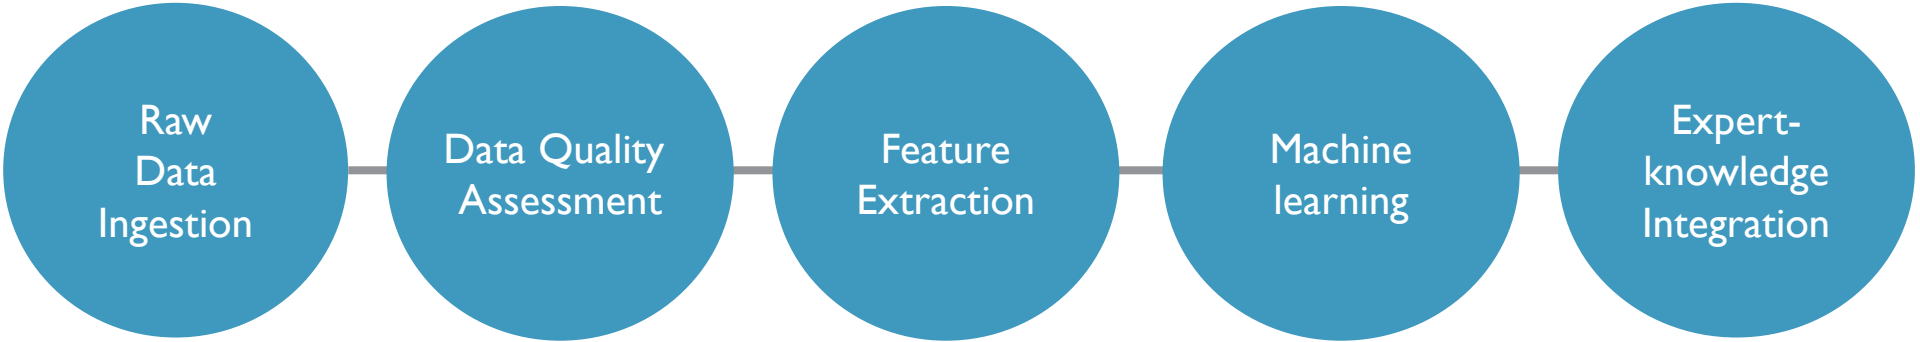 Raw
Data
Ingestion
Data Quality
Assessment
Feature
Extraction
Machine
learning
Expert-
knowledge
Integration